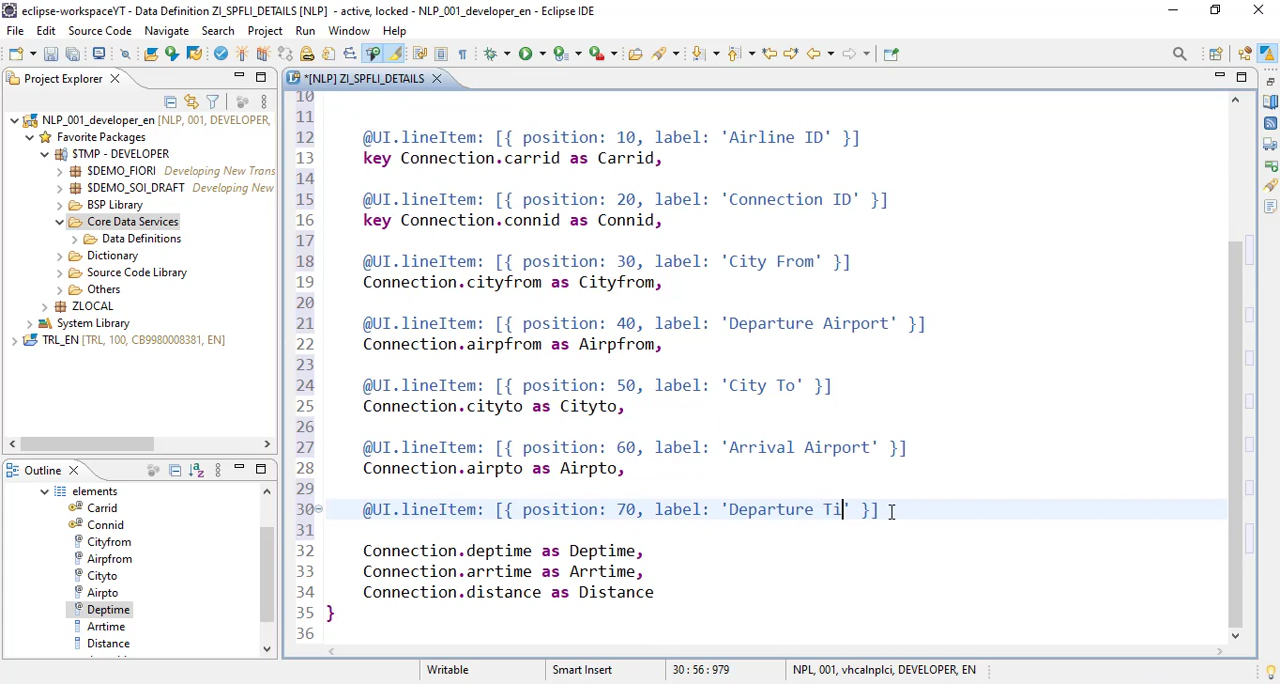 eclipse-workspaceYT - Data Definition ZI_SPFLI_DETAILS [NLP] - active, locked - NLP_001_developer_en - Eclipse IDE
File Edit Source Code Navigate Search Project Run Window Help
Project Explorer
*[NLP] ZI_SPFLI_DETAILS
NLP_001_developer_en [NLP, 001, DEVELOPER,
Favorite Packages
$TMP - DEVELOPER
$DEMO_FIORI Developing New Trans
$DEMO_SOI_DRAFT Developing New
BSP Library
Core Data Services
Data Definitions
Dictionary
Source Code Library
Others
ZLOCAL
System Library
TRL_EN [TRL, 100, CB9980008381, EN]
Outline
elements
Carrid
Connid
Cityfrom
Airpfrom
Cityto
Airpto
Deptime
Arrtime
Distance
10
11
12 @UI.lineItem: [{ position: 10, label: 'Airline ID' }]
13 key Connection.carrid as Carrid,
14
15 @UI.lineItem: [{ position: 20, label: 'Connection ID' }]
16 key Connection.connid as Connid,
17
18 @UI.lineItem: [{ position: 30, label: 'City From' }]
19 Connection.cityfrom as Cityfrom,
20
21 @UI.lineItem: [{ position: 40, label: 'Departure Airport' }]
22 Connection.airpfrom as Airpfrom,
23
24 @UI.lineItem: [{ position: 50, label: 'City To' }]
25 Connection.cityto as Cityto,
26
27 @UI.lineItem: [{ position: 60, label: 'Arrival Airport' }]
28 Connection.airpto as Airpto,
29
30 @UI.lineItem: [{ position: 70, label: 'Departure Ti' }]
31
32 Connection.deptime as Deptime,
33 Connection.arrtime as Arrtime,
34 Connection.distance as Distance
35 }
36
Writable Smart Insert 30 : 56 : 979 NPL, 001, vhcalnplci, DEVELOPER, EN